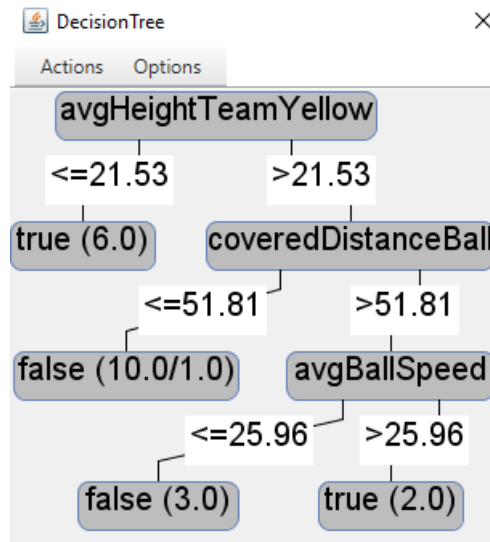 DecisionTree
Actions Options
avgHeightTeamYellow
<=21.53 >21.53
true (6.0) coveredDistanceBall
<=51.81 >51.81
false (10.0/1.0) avgBallSpeed
<=25.96 >25.96
false (3.0) true (2.0)